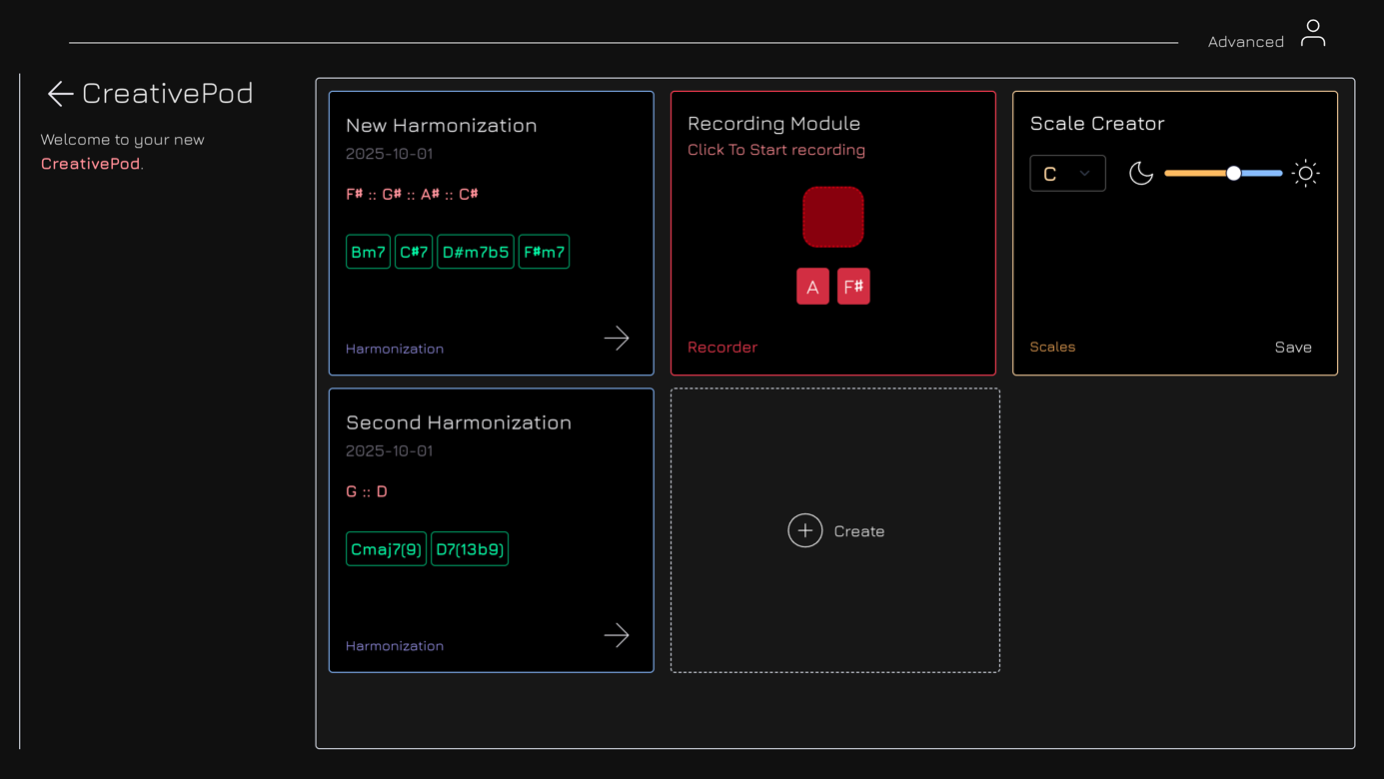 Advanced
CreativePod
Welcome to your new
CreativePod.
New Harmonization
2025-10-01
F# :: G# :: A# :: C#
Bm7 C#7 D#m7b5 F#m7
Harmonization
Recording Module
Click To Start recording
A F#
Recorder
Scale Creator
C
Scales
Save
Second Harmonization
2025-10-01
G :: D
Cmaj7(9) D7(13b9)
Harmonization
Create